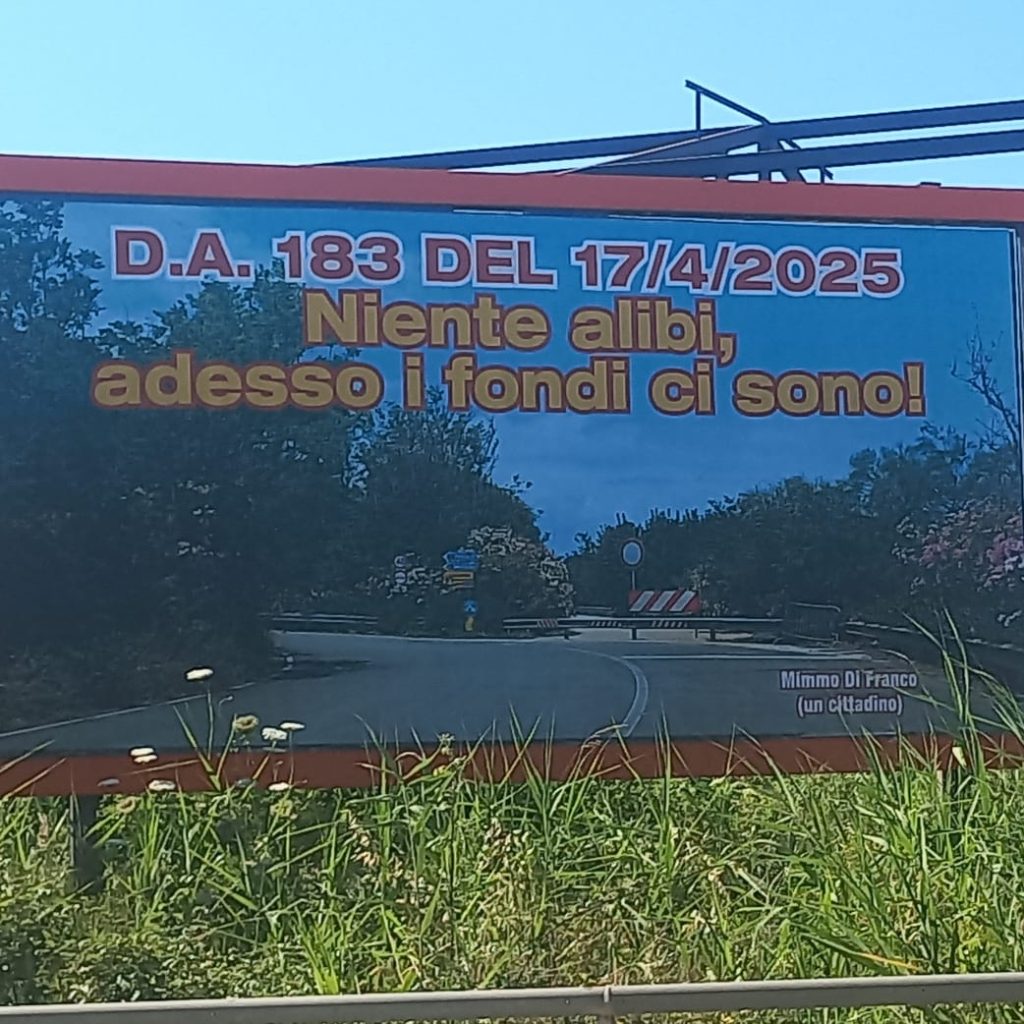 D.A. 183 DEL 17/4/2025
Niente alibi,
adesso i fondi ci sono!
Mimmo Di Franco
(un cittadino)